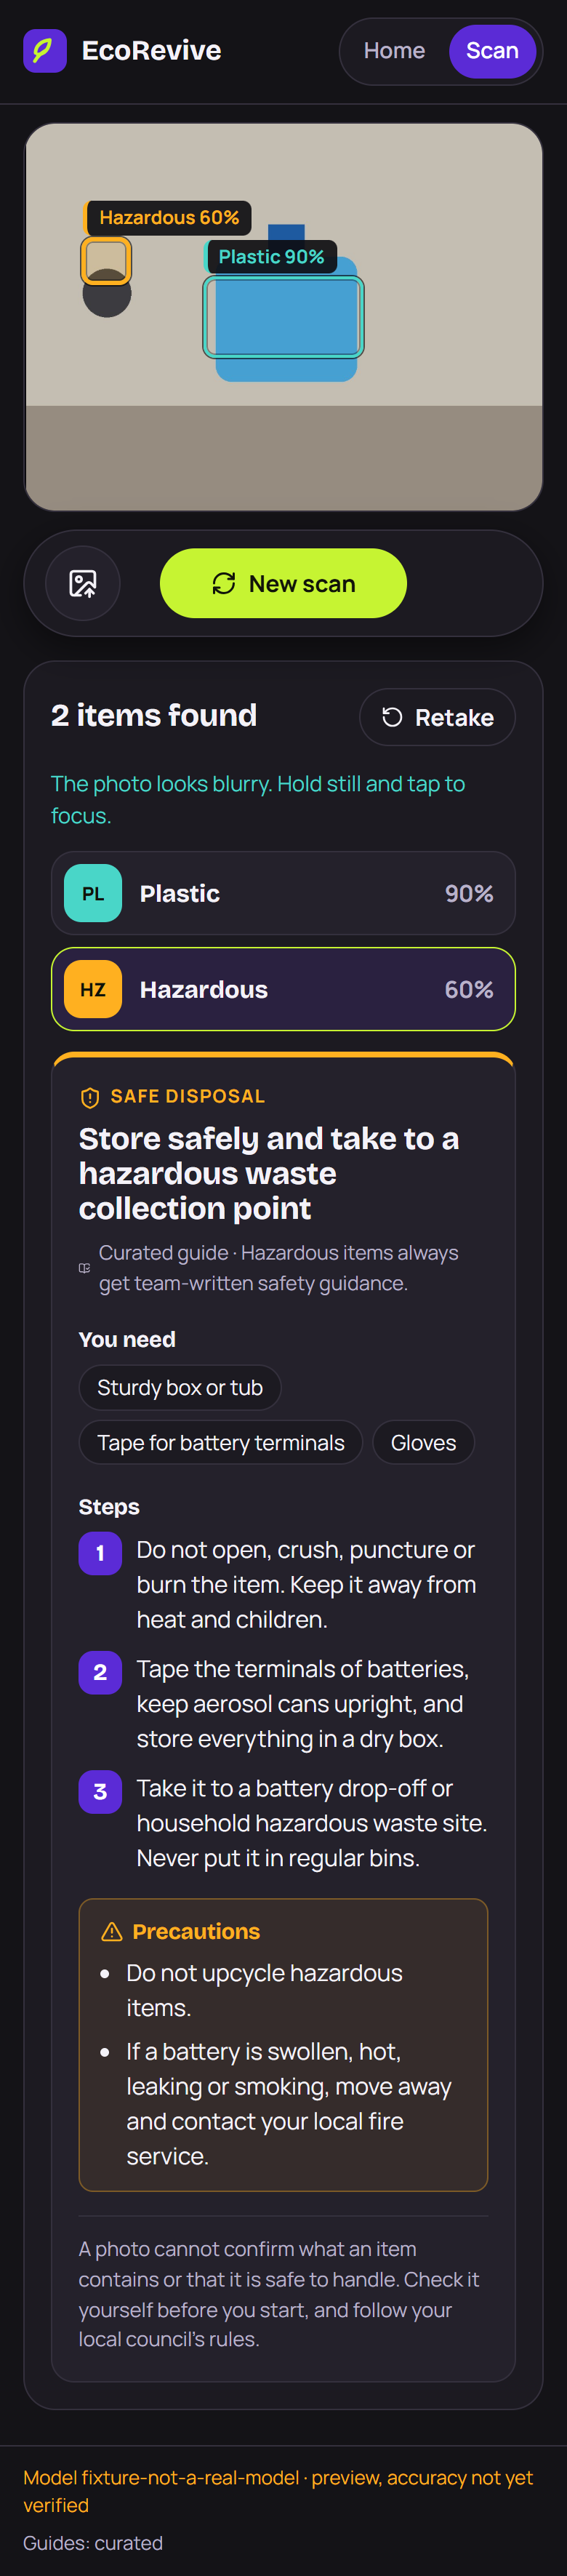 EcoRevive
Home
Scan
Hazardous 60%
Plastic 90%
New scan
2 items found
Retake
The photo looks blurry. Hold still and tap to
focus.
PL
Plastic
90%
HZ
Hazardous
60%
SAFE DISPOSAL
Store safely and take to a
hazardous waste
collection point
Curated guide · Hazardous items always
get team-written safety guidance.
You need
Sturdy box or tub
Tape for battery terminals
Gloves
Steps
1
Do not open, crush, puncture or
burn the item. Keep it away from
heat and children.
2
Tape the terminals of batteries,
keep aerosol cans upright, and
store everything in a dry box.
3
Take it to a battery drop-off or
household hazardous waste site.
Never put it in regular bins.
Precautions
Do not upcycle hazardous
items.
If a battery is swollen, hot,
leaking or smoking, move away
and contact your local fire
service.
A photo cannot confirm what an item
contains or that it is safe to handle. Check it
yourself before you start, and follow your
local council's rules.
Model fixture-not-a-real-model · preview, accuracy not yet
verified
Guides: curated